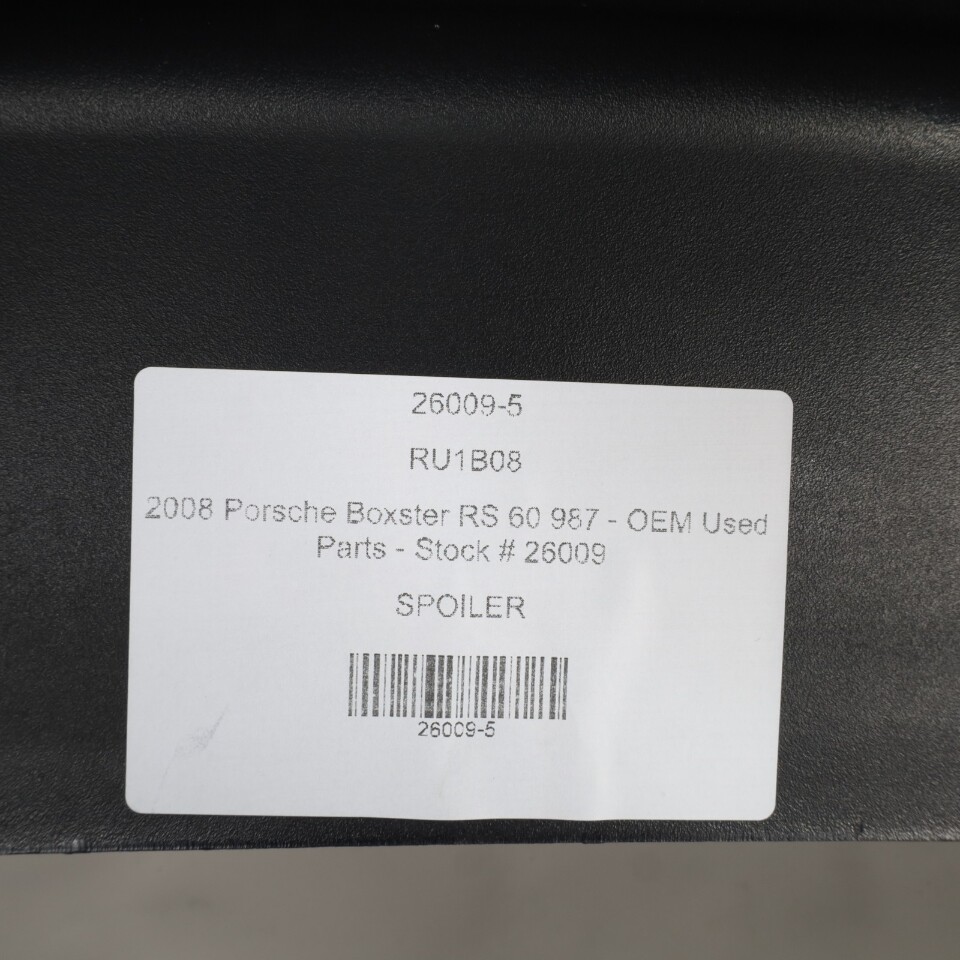 26009-5
RU1B08
2008 Porsche Boxster RS 60 987 - OEM Used
Parts - Stock # 26009
SPOILER
26009-5